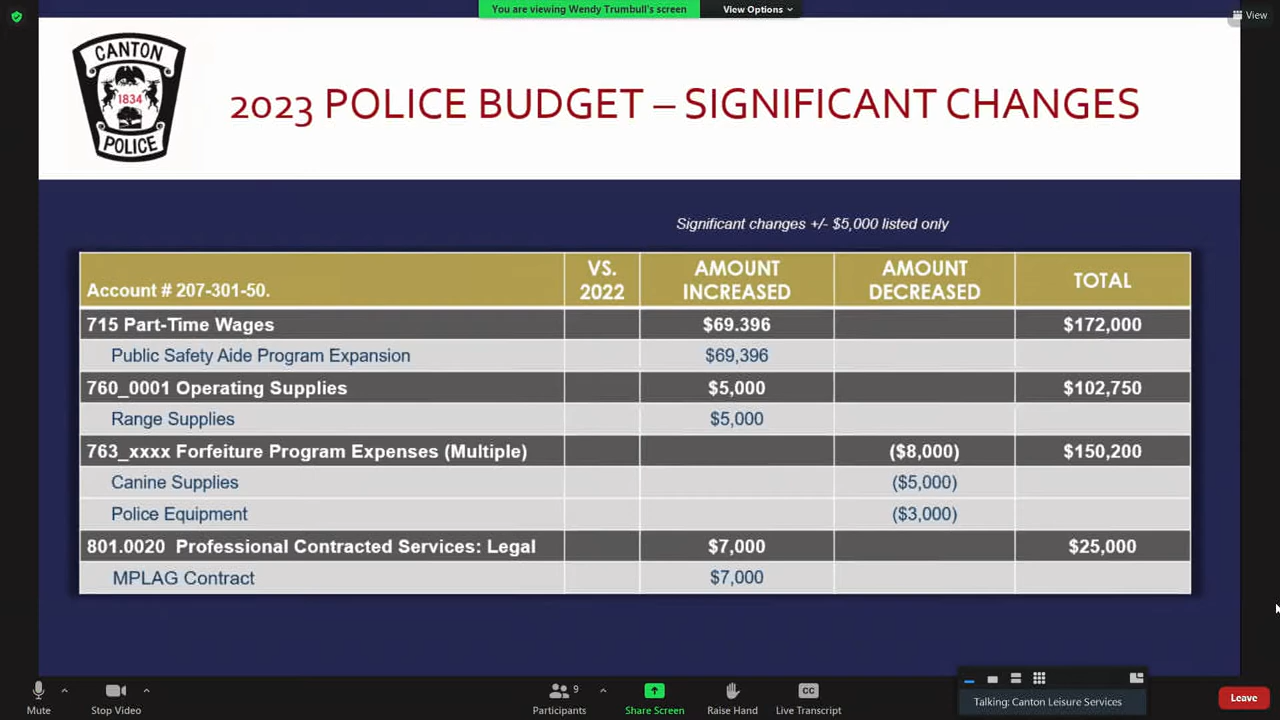 You are viewing Wendy Trumbull's screen
View Options
View
CANTON
1834
POLICE
2023 POLICE BUDGET – SIGNIFICANT CHANGES
Significant changes +/- $5,000 listed only
Account # 207-301-50. VS. 2022 AMOUNT INCREASED AMOUNT DECREASED TOTAL
715 Part-Time Wages $69.396 $172,000
Public Safety Aide Program Expansion $69,396
760_0001 Operating Supplies $5,000 $102,750
Range Supplies $5,000
763_xxxx Forfeiture Program Expenses (Multiple) ($8,000) $150,200
Canine Supplies ($5,000)
Police Equipment ($3,000)
801.0020 Professional Contracted Services: Legal $7,000 $25,000
MPLAG Contract $7,000
Mute
Stop Video
9
Participants
Share Screen
Raise Hand
CC
Live Transcript
Talking: Canton Leisure Services
Leave